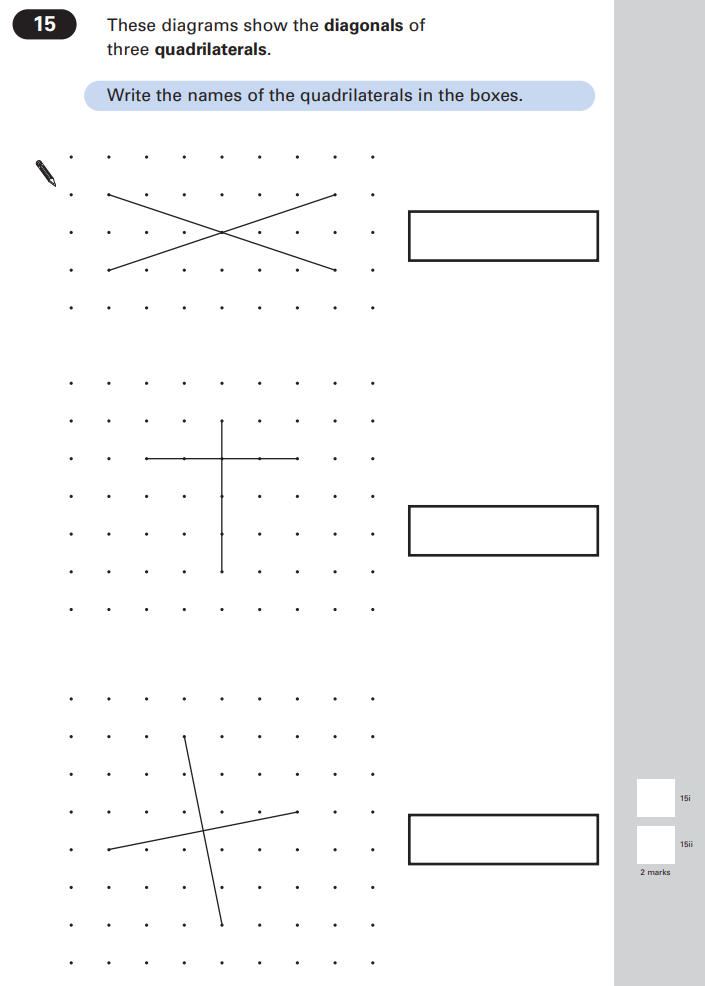 15
These diagrams show the diagonals of
three quadrilaterals.
Write the names of the quadrilaterals in the boxes.
15i
15ii
2 marks